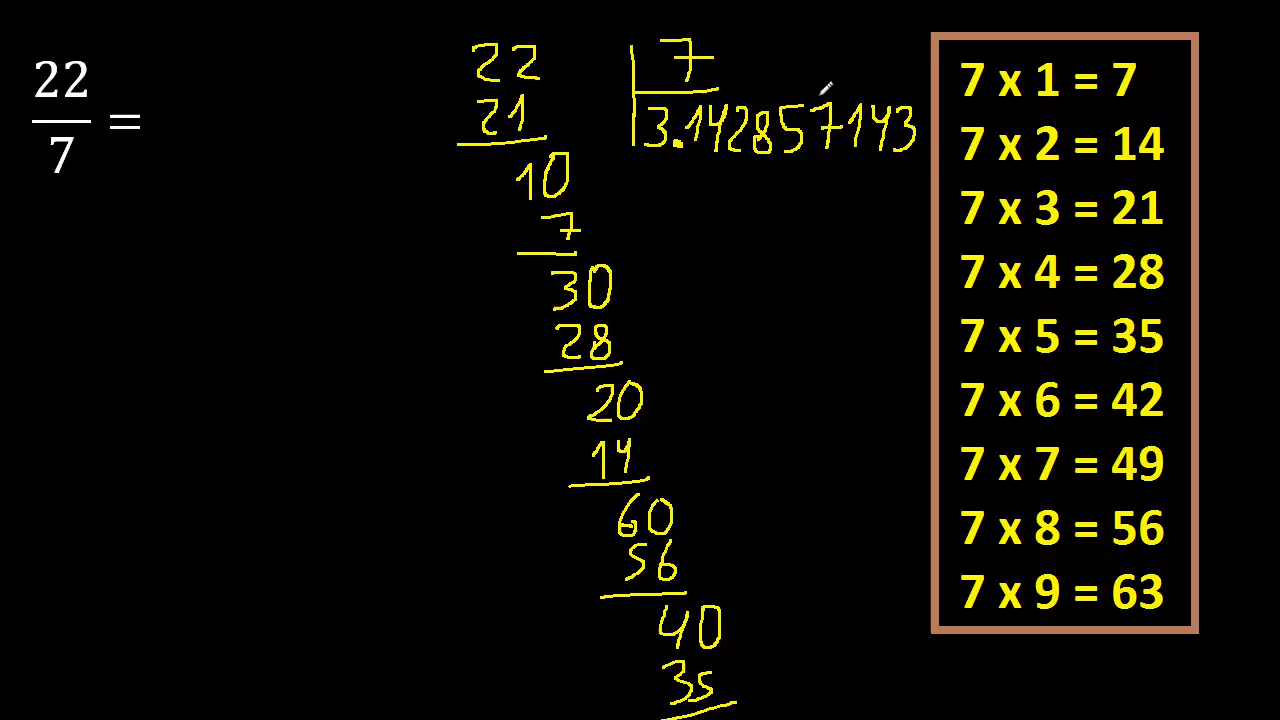 22
7
=
22
7
21
3.142857143
10
7
30
28
20
14
60
56
40
35
7 x 1 = 7
7 x 2 = 14
7 x 3 = 21
7 x 4 = 28
7 x 5 = 35
7 x 6 = 42
7 x 7 = 49
7 x 8 = 56
7 x 9 = 63